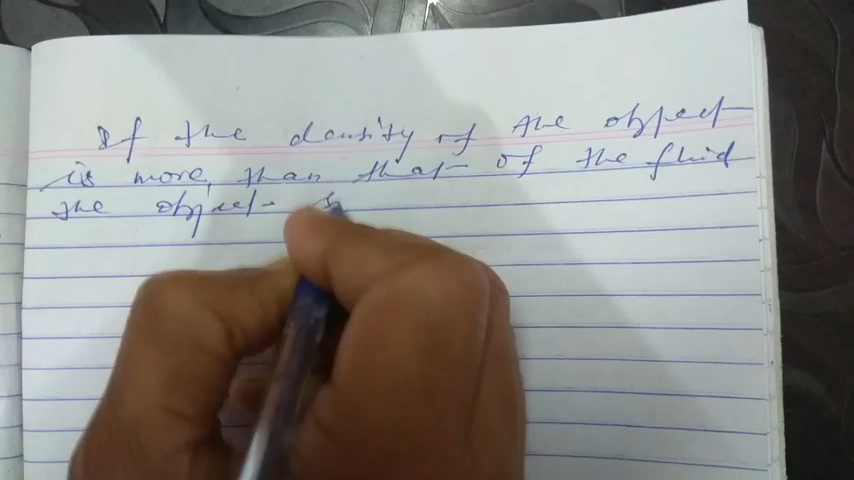 If the density of the object
is more, than that of the fluid
the object s